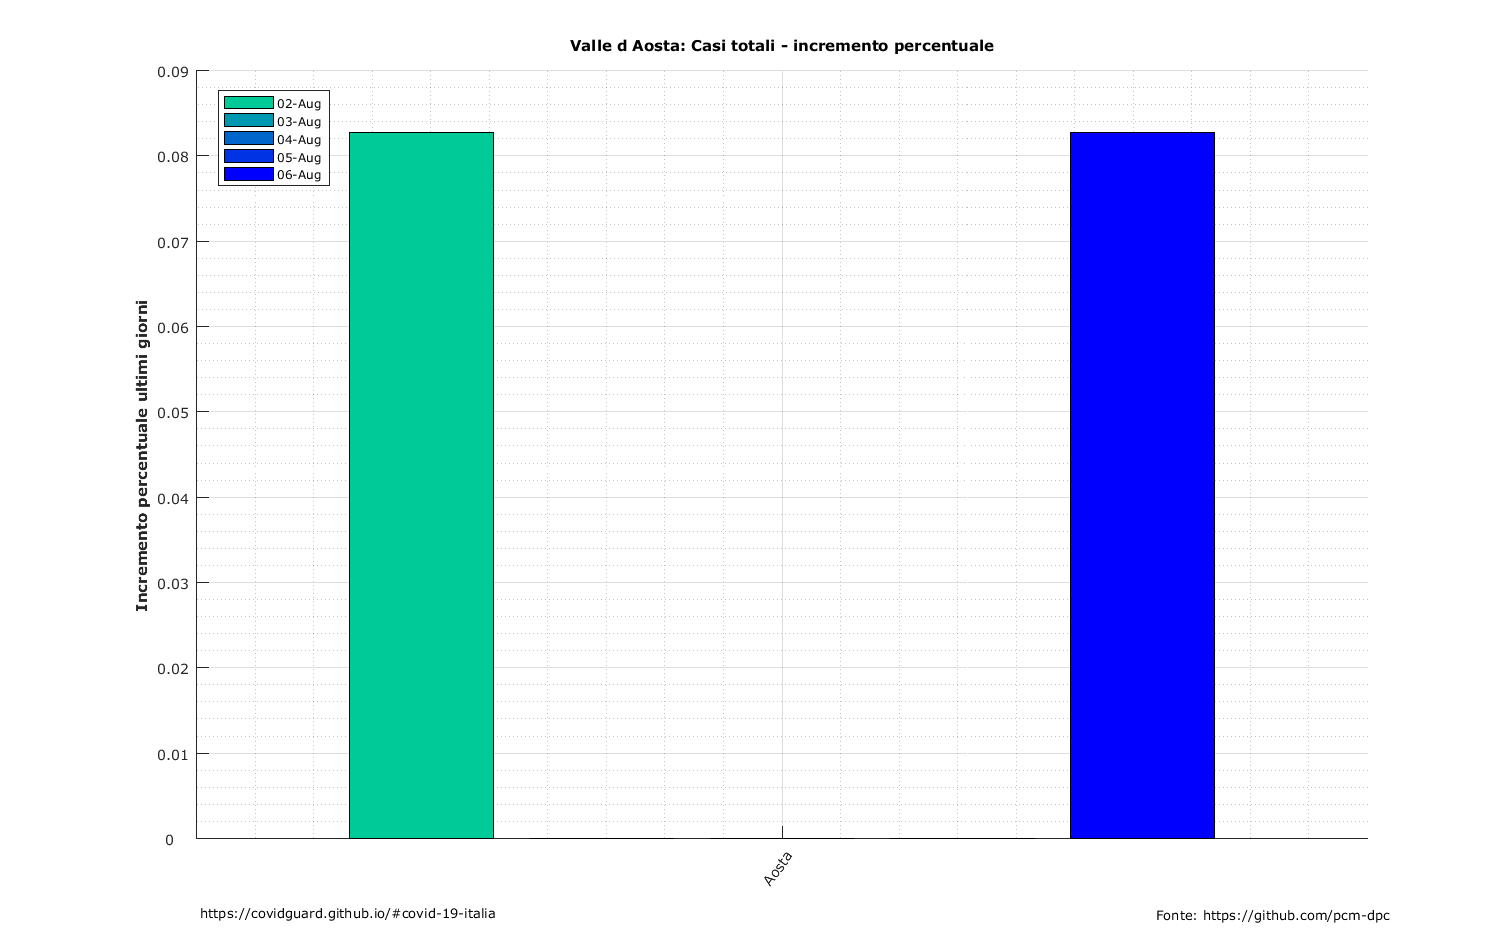 Valle d Aosta: Casi totali - incremento percentuale
0.09
0.08
0.07
0.06
0.05
0.04
0.03
0.02
0.01
0
02-Aug
03-Aug
04-Aug
05-Aug
06-Aug
Incremento percentuale ultimi giorni
Aosta
https://covidguard.github.io/#covid-19-italia
Fonte: https://github.com/pcm-dpc